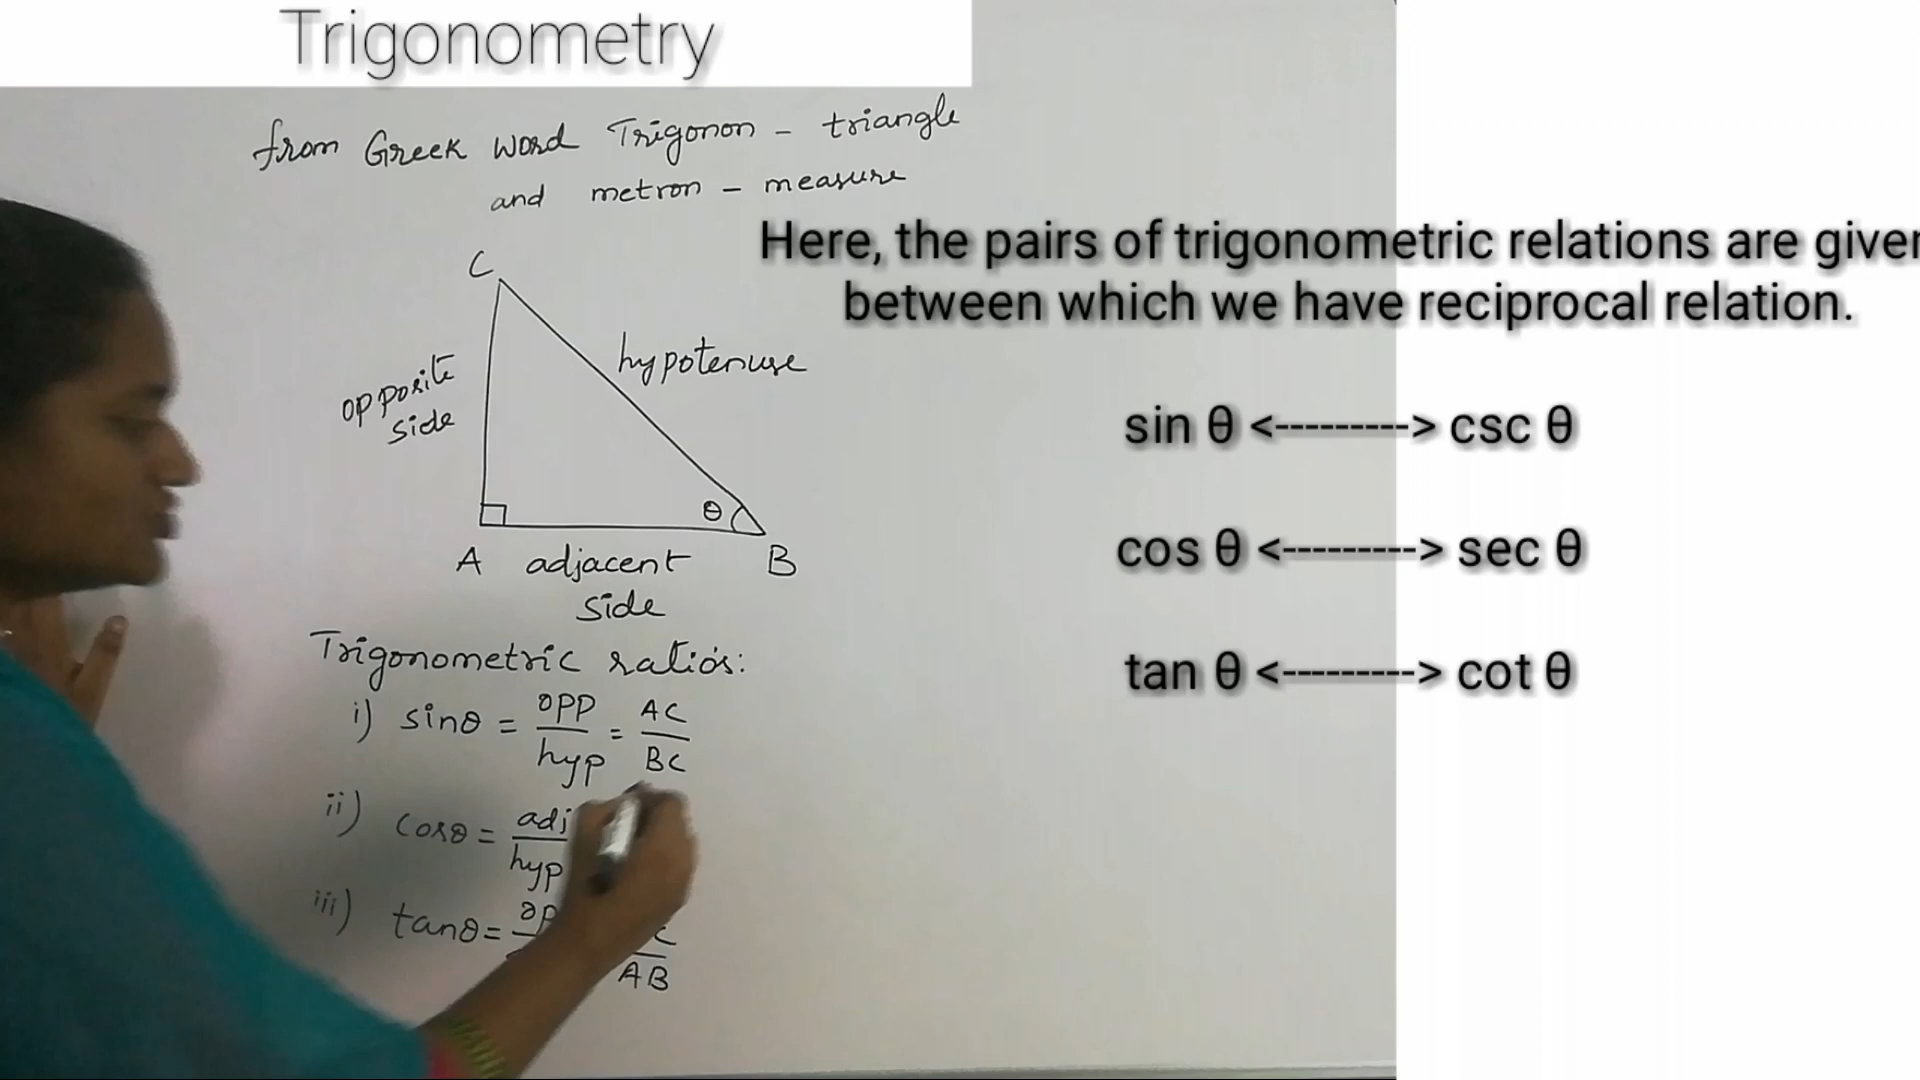 Trigonometry
from Greek word Trigonon - triangle
and metron - measure
Here, the pairs of trigonometric relations are given
between which we have reciprocal relation.
C
opposite
side
hypotenuse
θ
A adjacent B
side
sin θ <---------> csc θ
cos θ <---------> sec θ
tan θ <---------> cot θ
Trigonometric ratios:
i) sinθ = opp/hyp = AC/BC
ii) cosθ = adj/hyp
iii) tanθ =
AB